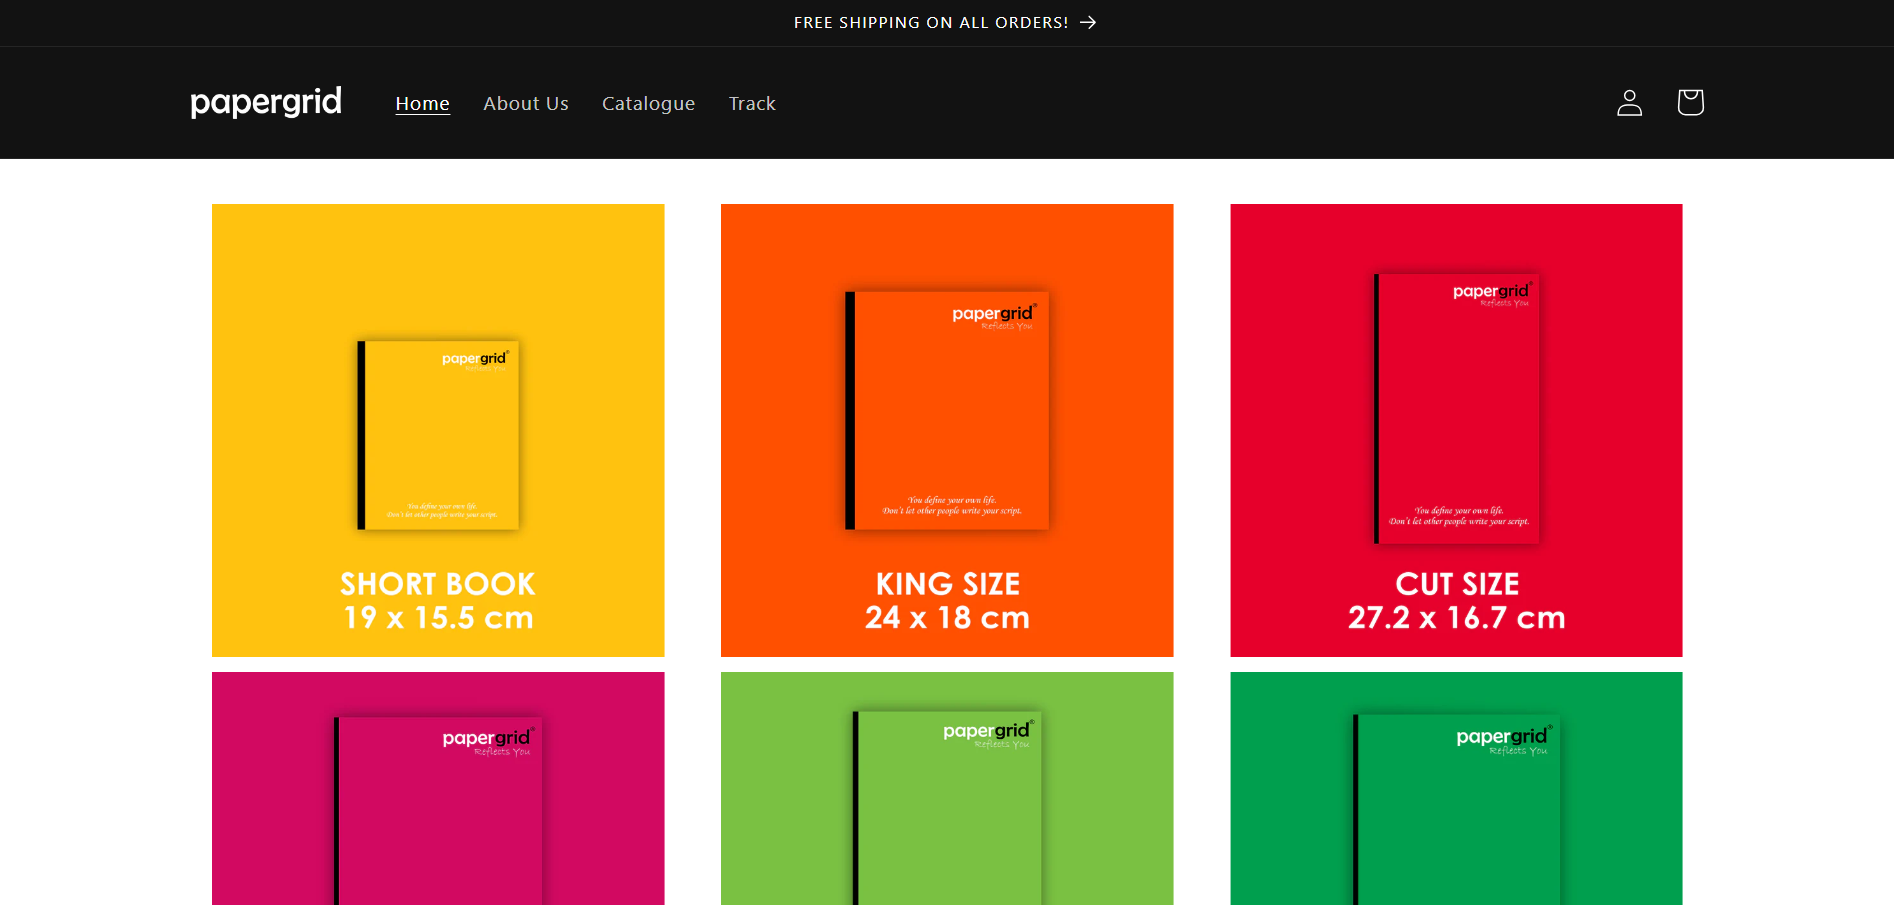 FREE SHIPPING ON ALL ORDERS!
papergrid
Home
About Us
Catalogue
Track
papergrid®
Reflects You
You define your own life.
Don't let other people write your script.
SHORT BOOK
19 x 15.5 cm
papergrid®
Reflects You
You define your own life.
Don't let other people write your script.
KING SIZE
24 x 18 cm
papergrid®
Reflects You
You define your own life.
Don't let other people write your script.
CUT SIZE
27.2 x 16.7 cm
papergrid®
Reflects You
papergrid®
Reflects You
papergrid®
Reflects You